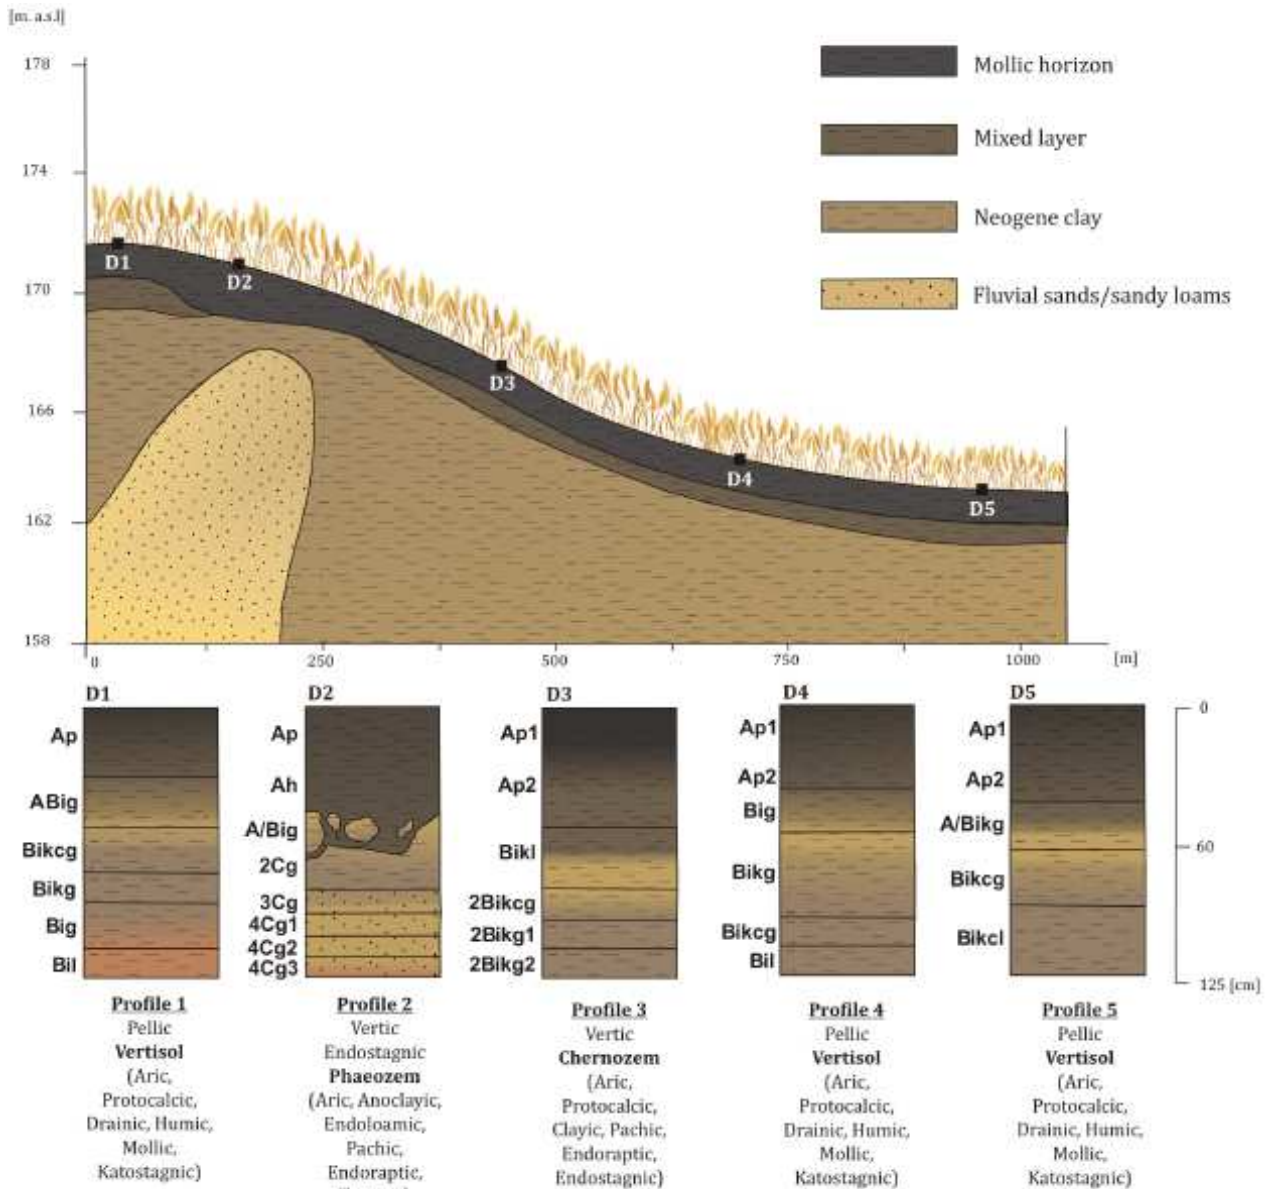 [m. a.s.l]
178
174
170
166
162
158
Mollic horizon
Mixed layer
Neogene clay
Fluvial sands/sandy loams
D1
D2
D3
D4
D5
0
250
500
750
1000
[m]
D1
Ap
ABig
Bikcg
Bikg
Big
Bil
D2
Ap
Ah
A/Big
2Cg
3Cg
4Cg1
4Cg2
4Cg3
D3
Ap1
Ap2
Bikl
2Bikcg
2Bikg1
2Bikg2
D4
Ap1
Ap2
Big
Bikg
Bikcg
Bil
D5
Ap1
Ap2
A/Bikg
Bikcg
Bikcl
0
60
125 [cm]
Profile 1
Pellic
Vertisol
(Aric,
Protocalcic,
Drainic, Humic,
Mollic,
Katostagnic)
Profile 2
Vertic
Endostagnic
Phaeozem
(Aric, Anoclayic,
Endoloamic,
Pachic,
Endoraptic,
Profile 3
Vertic
Chernozem
(Aric,
Protocalcic,
Clayic, Pachic,
Endoraptic,
Endostagnic)
Profile 4
Pellic
Vertisol
(Aric,
Protocalcic,
Drainic, Humic,
Mollic,
Katostagnic)
Profile 5
Pellic
Vertisol
(Aric,
Protocalcic,
Drainic, Humic,
Mollic,
Katostagnic)